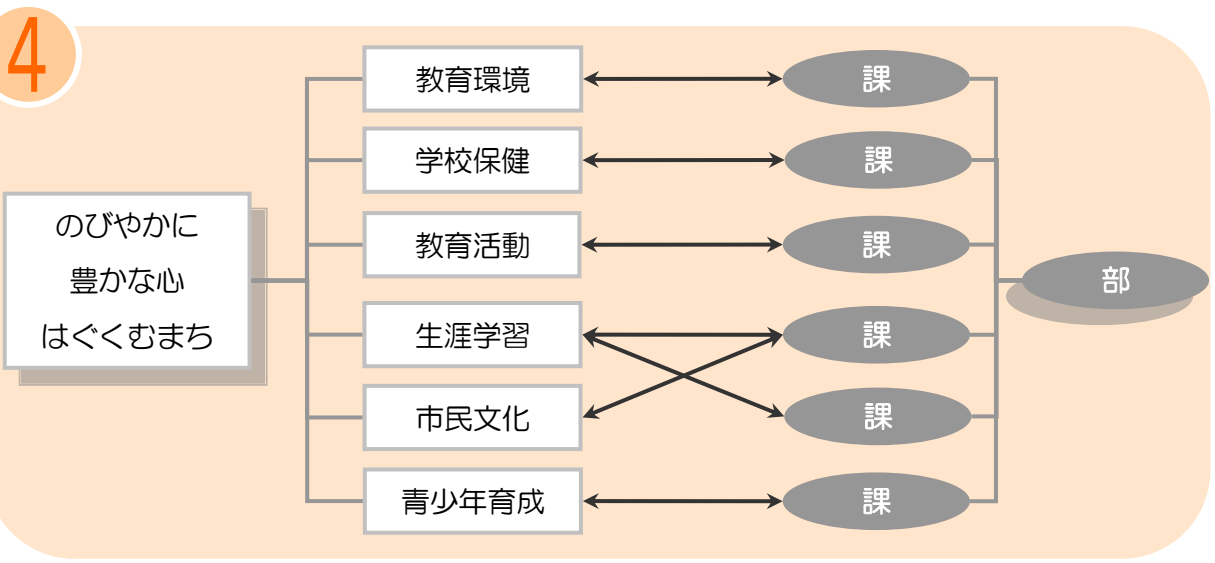 4
のびやかに
豊かな心
はぐくむまち
教育環境
学校保健
教育活動
生涯学習
市民文化
青少年育成
課
課
課
課
課
課
部